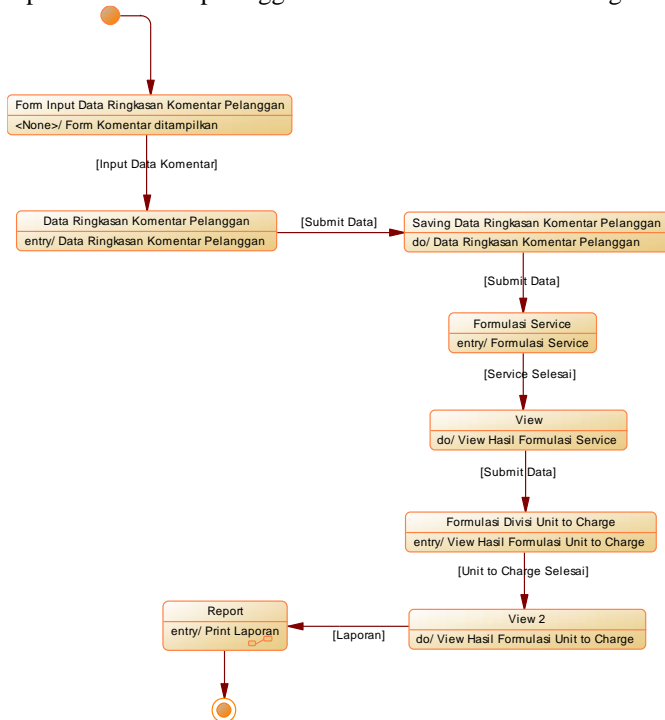 Form Input Data Ringkasan Komentar Pelanggan
<None>/ Form Komentar ditampilkan
[Input Data Komentar]
Data Ringkasan Komentar Pelanggan
entry/ Data Ringkasan Komentar Pelanggan
[Submit Data]
Saving Data Ringkasan Komentar Pelanggan
do/ Data Ringkasan Komentar Pelanggan
[Submit Data]
Formulasi Service
entry/ Formulasi Service
[Service Selesai]
View
do/ View Hasil Formulasi Service
[Submit Data]
Formulasi Divisi Unit to Charge
entry/ View Hasil Formulasi Unit to Charge
[Unit to Charge Selesai]
View 2
do/ View Hasil Formulasi Unit to Charge
[Laporan]
Report
entry/ Print Laporan